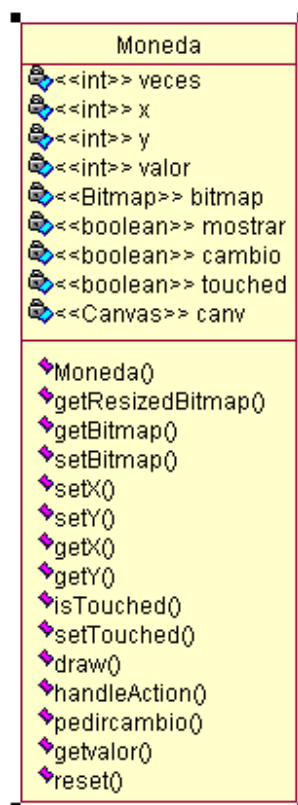 Moneda
<<int>> veces
<<int>> x
<<int>> y
<<int>> valor
<<Bitmap>> bitmap
<<boolean>> mostrar
<<boolean>> cambio
<<boolean>> touched
<<Canvas>> canv
Moneda()
getResizedBitmap()
getBitmap()
setBitmap()
setX()
setY()
getX()
getY()
isTouched()
setTouched()
draw()
handleAction()
pedircambio()
getvalor()
reset()